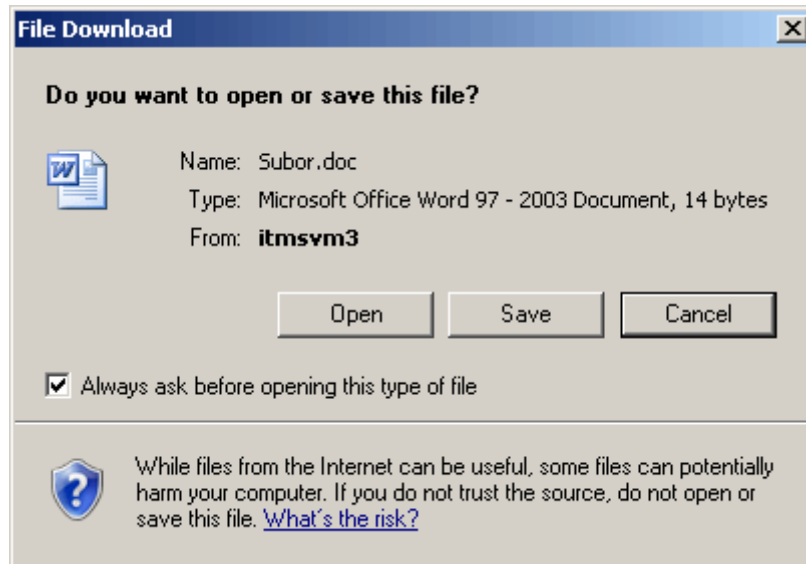 File Download
Do you want to open or save this file?
Name: Subor.doc
Type: Microsoft Office Word 97 - 2003 Document, 14 bytes
From: itmsvm3
Open Save Cancel
Always ask before opening this type of file
While files from the Internet can be useful, some files can potentially
harm your computer. If you do not trust the source, do not open or
save this file. What's the risk?